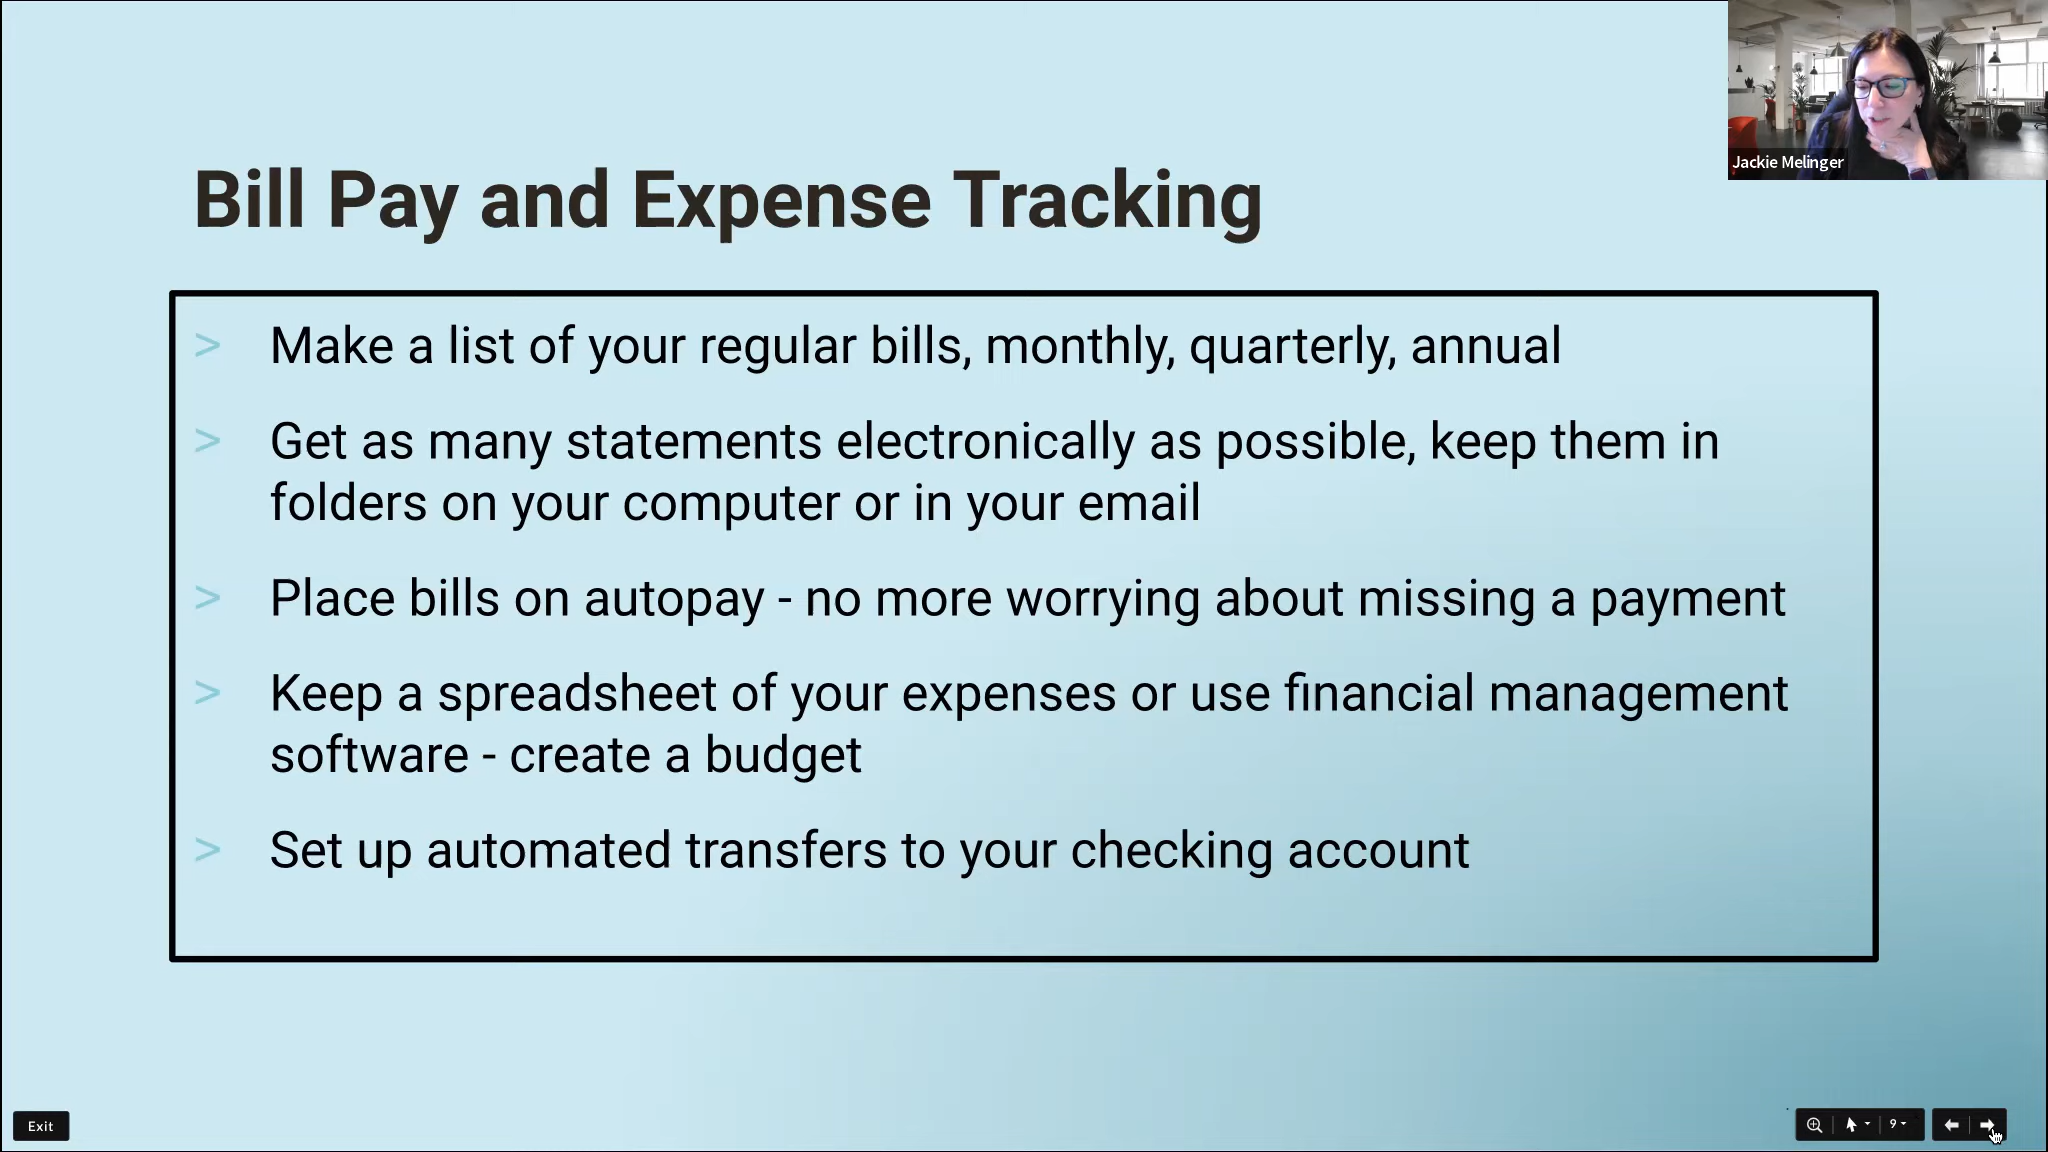 Jackie Melinger
Bill Pay and Expense Tracking
> Make a list of your regular bills, monthly, quarterly, annual
> Get as many statements electronically as possible, keep them in
folders on your computer or in your email
> Place bills on autopay - no more worrying about missing a payment
> Keep a spreadsheet of your expenses or use financial management
software - create a budget
> Set up automated transfers to your checking account
Exit
9